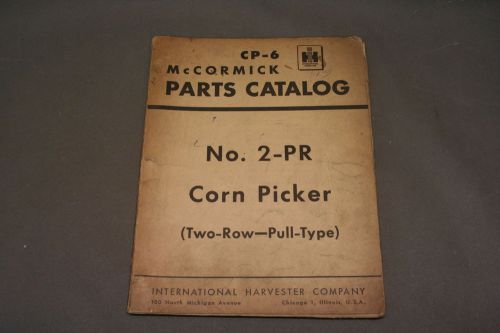 CP-6
McCORMICK
PARTS CATALOG
No. 2-PR
Corn Picker
(Two-Row—Pull-Type)
INTERNATIONAL HARVESTER COMPANY
180 North Michigan Avenue Chicago 1, Illinois, U.S.A.